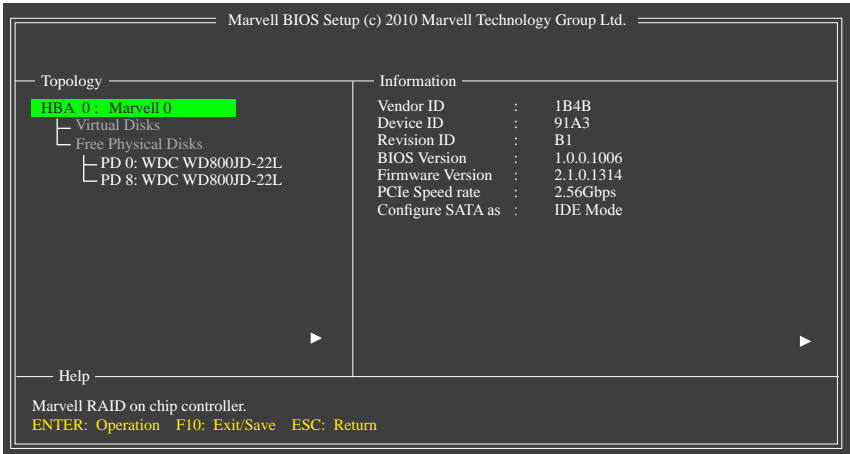 Marvell BIOS Setup (c) 2010 Marvell Technology Group Ltd.
Topology
HBA 0 : Marvell 0
Virtual Disks
Free Physical Disks
PD 0: WDC WD800JD-22L
PD 8: WDC WD800JD-22L
Information
Vendor ID : 1B4B
Device ID : 91A3
Revision ID : B1
BIOS Version : 1.0.0.1006
Firmware Version : 2.1.0.1314
PCIe Speed rate : 2.56Gbps
Configure SATA as : IDE Mode
Help
Marvell RAID on chip controller.
ENTER: Operation F10: Exit/Save ESC: Return